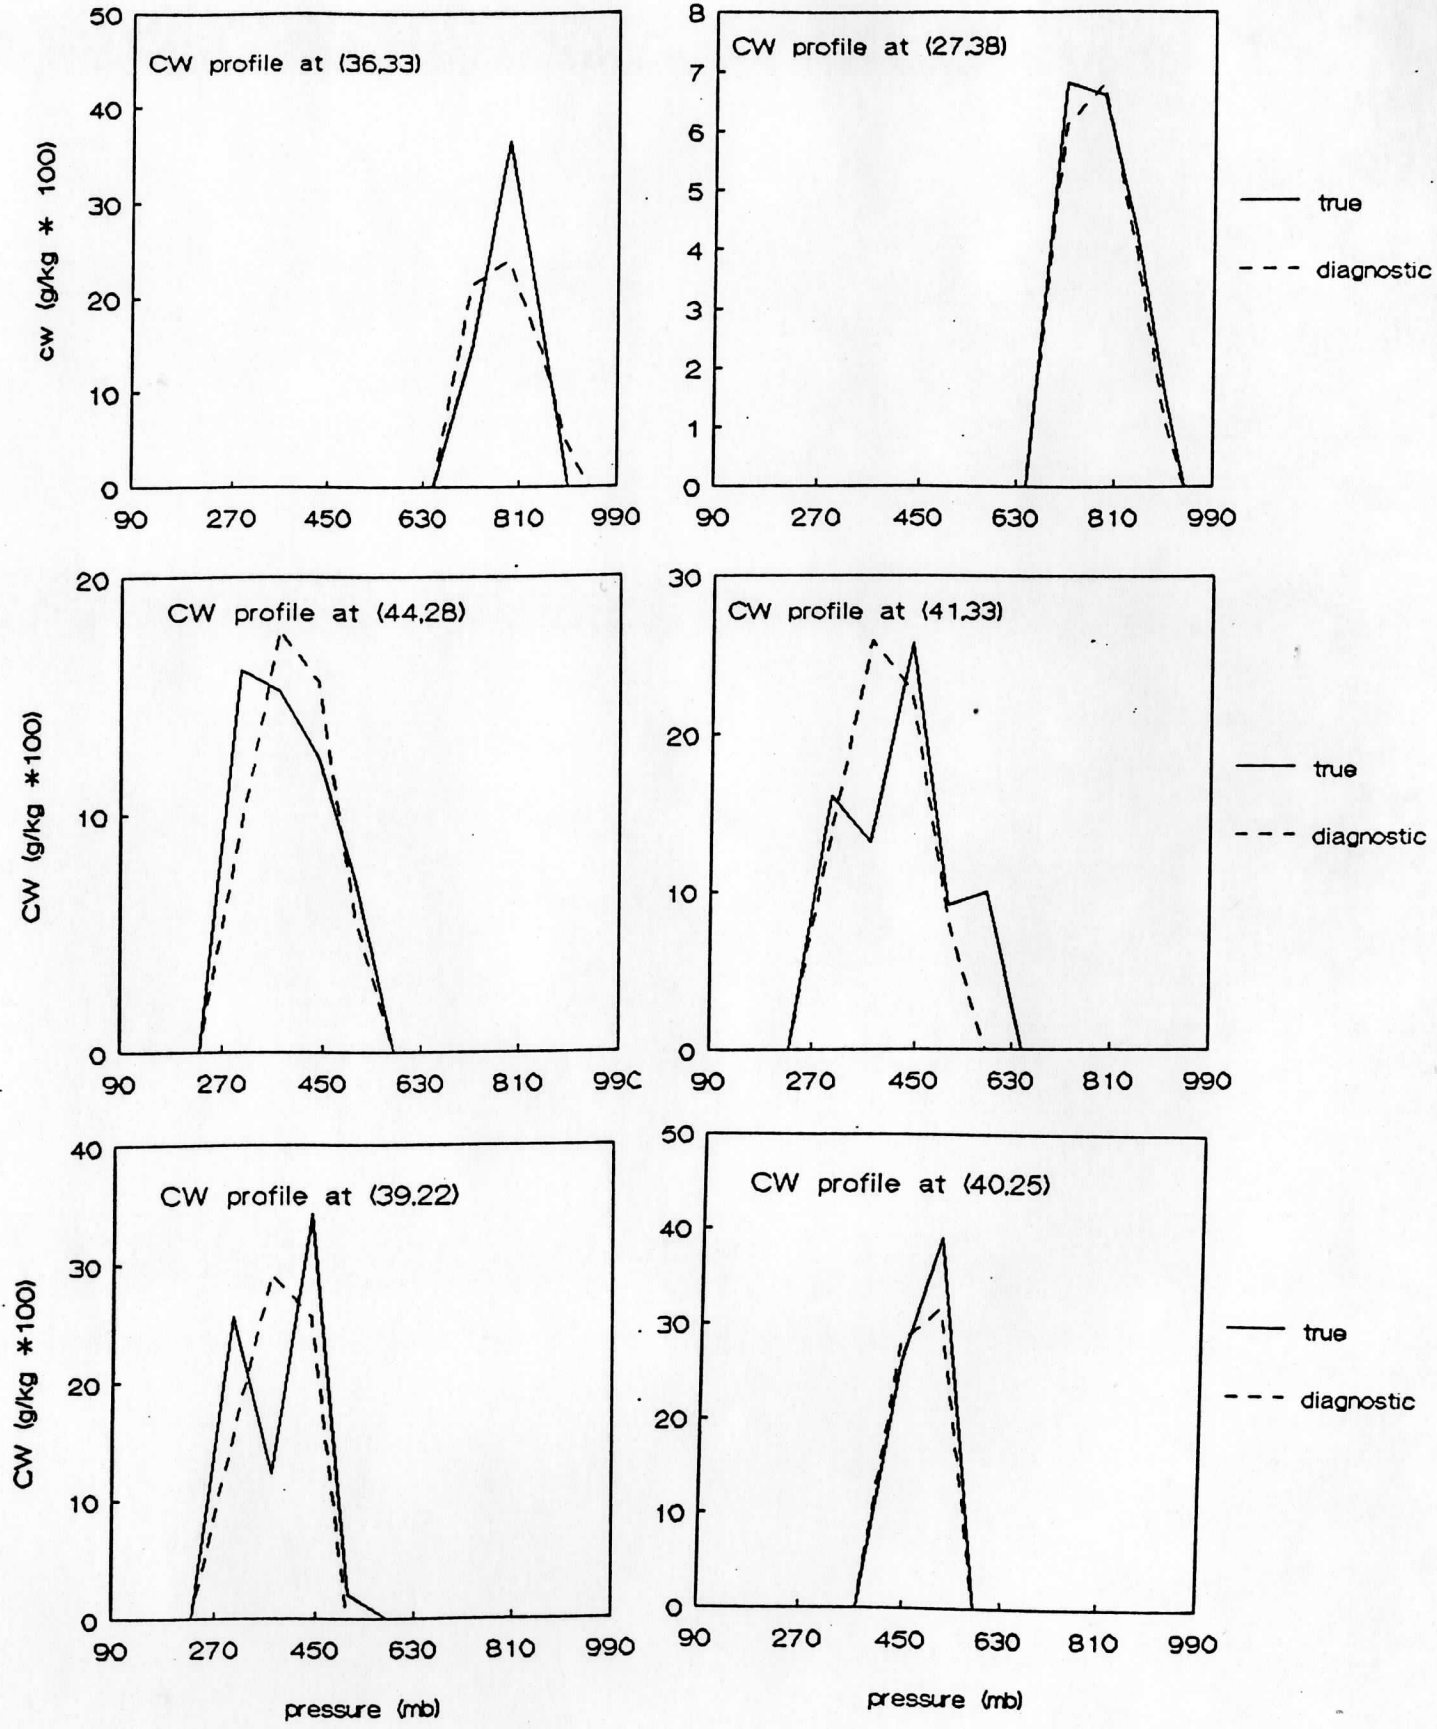 50
40
30
20
10
0
cw (g/kg * 100)
CW profile at (36,33)
90 270 450 630 810 990
8
7
6
5
4
3
2
1
0
CW profile at (27,38)
90 270 450 630 810 990
true
diagnostic
20
10
0
CW (g/kg *100)
CW profile at (44,28)
90 270 450 630 810 99C
30
20
10
0
CW profile at (41,33)
90 270 450 630 810 990
true
diagnostic
40
30
20
10
0
CW (g/kg *100)
CW profile at (39,22)
90 270 450 630 810 990
pressure (mb)
50
40
30
20
10
0
CW profile at (40,25)
90 270 450 630 810 990
pressure (mb)
true
diagnostic